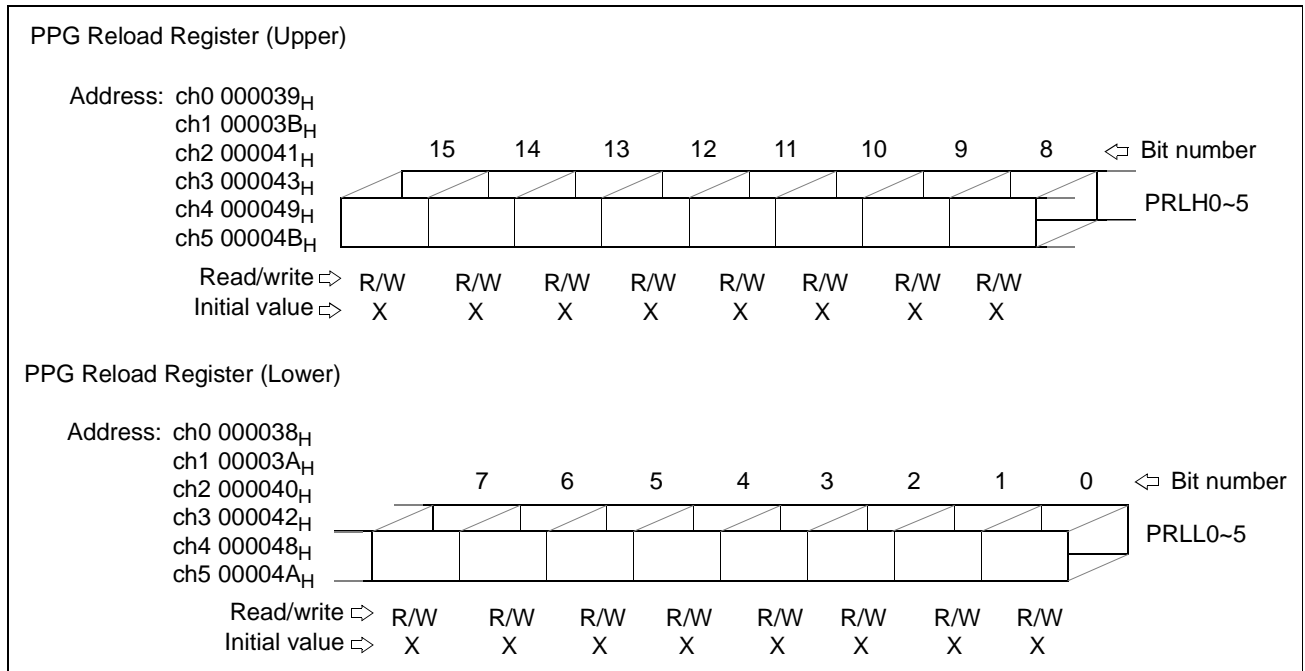 PPG Reload Register (Upper)
Address: ch0 000039H
ch1 00003BH
ch2 000041H
ch3 000043H
ch4 000049H
ch5 00004BH
15 14 13 12 11 10 9 8 ⇦ Bit number
PRLH0~5
Read/write ⇨ R/W R/W R/W R/W R/W R/W R/W R/W
Initial value ⇨ X X X X X X X X
PPG Reload Register (Lower)
Address: ch0 000038H
ch1 00003AH
ch2 000040H
ch3 000042H
ch4 000048H
ch5 00004AH
7 6 5 4 3 2 1 0 ⇦ Bit number
PRLL0~5
Read/write ⇨ R/W R/W R/W R/W R/W R/W R/W R/W
Initial value ⇨ X X X X X X X X